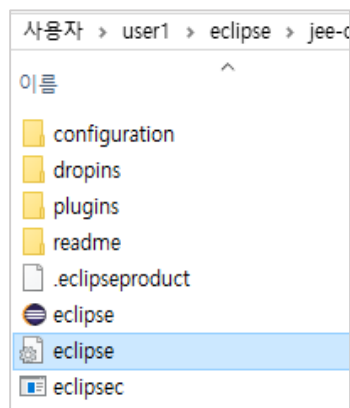 사용자 > user1 > eclipse > jee-
이름
configuration
dropins
plugins
readme
.eclipseproduct
eclipse
eclipse
eclipsec